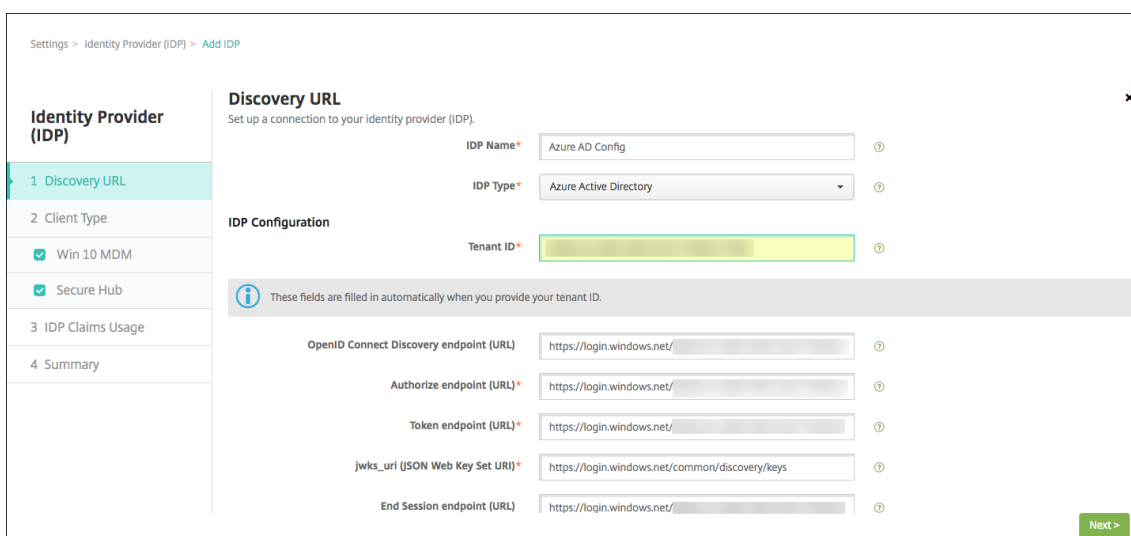 Settings > Identity Provider (IDP) > Add IDP
Identity Provider
(IDP)
1 Discovery URL
2 Client Type
Win 10 MDM
Secure Hub
3 IDP Claims Usage
4 Summary
Discovery URL
Set up a connection to your identity provider (IDP).
IDP Name* Azure AD Config
IDP Type* Azure Active Directory
IDP Configuration
Tenant ID*
These fields are filled in automatically when you provide your tenant ID.
OpenID Connect Discovery endpoint (URL) https://login.windows.net/
Authorize endpoint (URL)* https://login.windows.net/
Token endpoint (URL)* https://login.windows.net/
jwks_uri (JSON Web Key Set URI)* https://login.windows.net/common/discovery/keys
End Session endpoint (URL) https://login.windows.net/
Next >